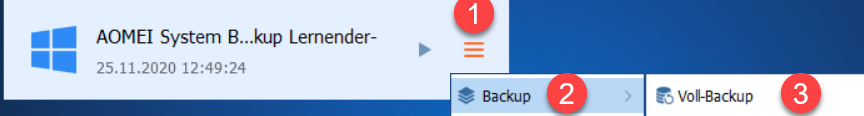 1
AOMEI System B...kup Lernender-
25.11.2020 12:49:24
Backup 2 Voll-Backup 3